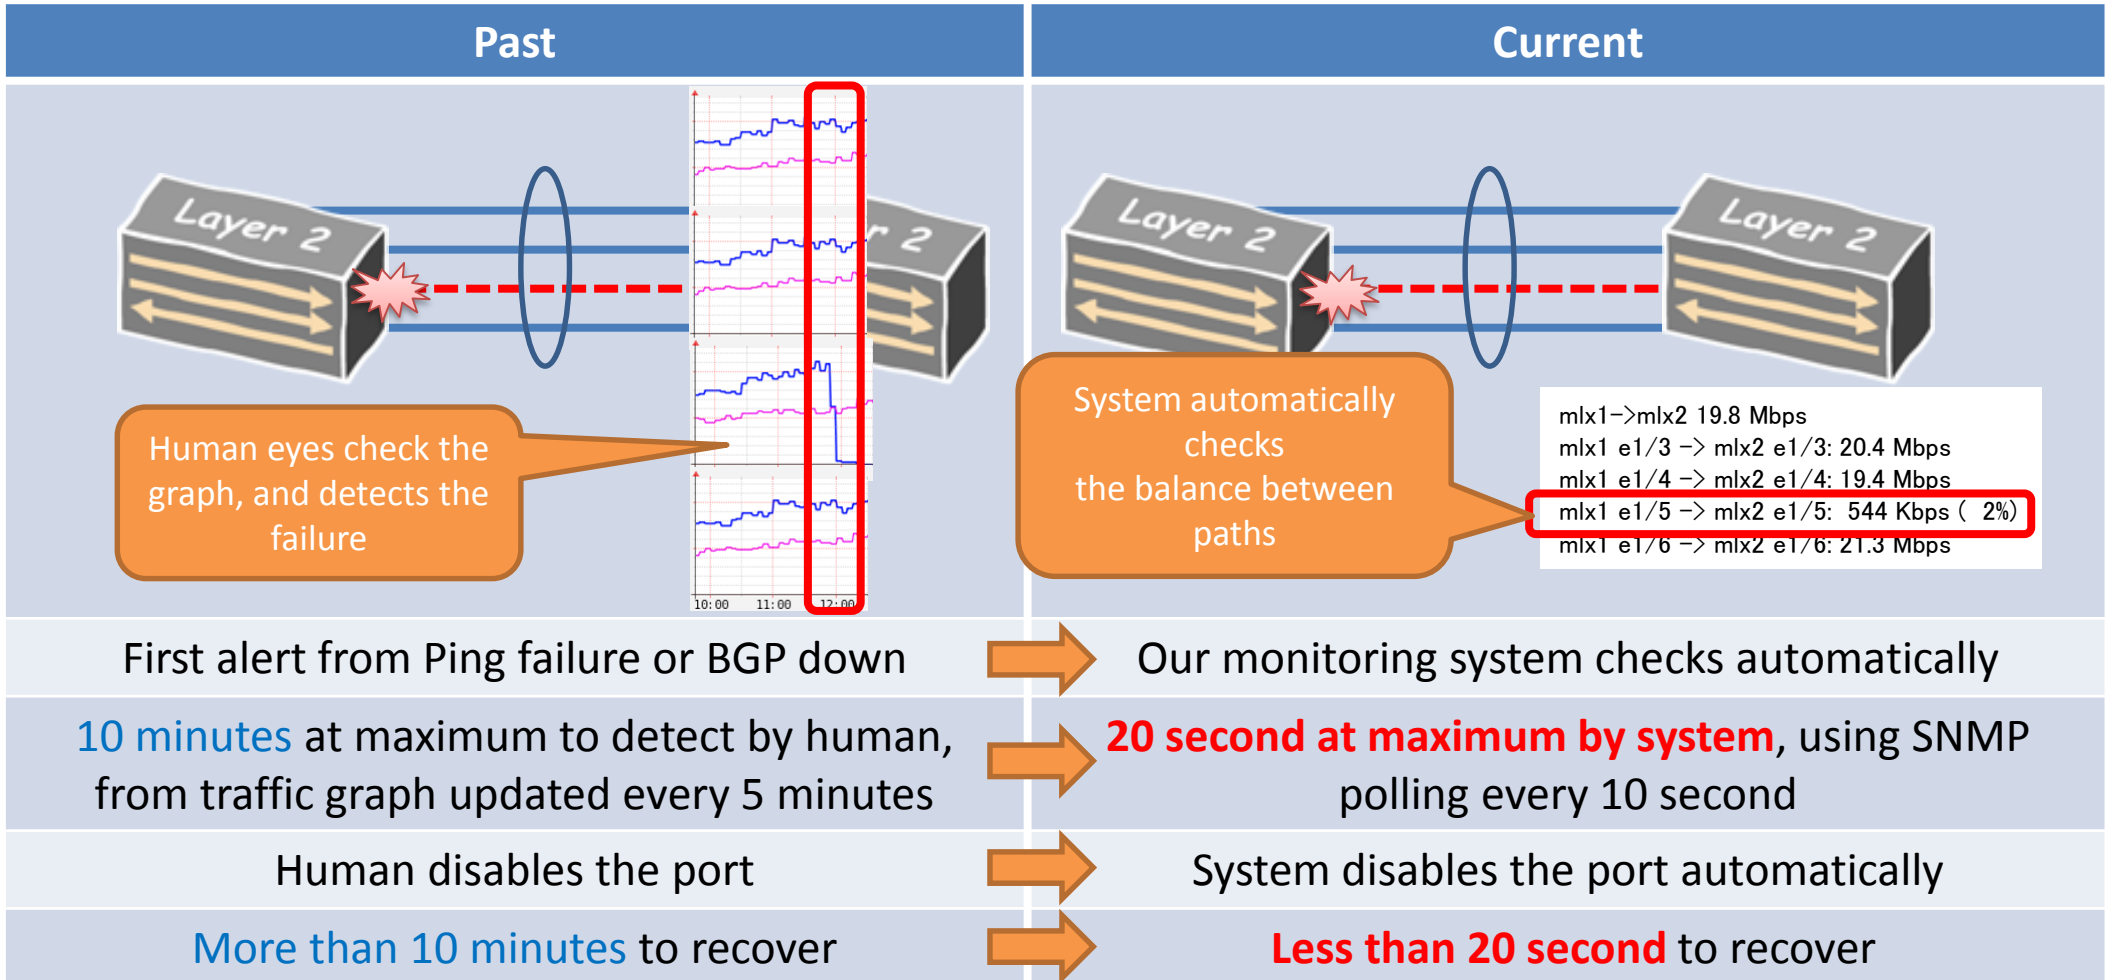 Past
Current
Layer 2
r 2
Layer 2
Layer 2
Human eyes check the
graph, and detects the
failure
10:00 11:00 12:00
System automatically
checks
the balance between
paths
mlx1->mlx2 19.8 Mbps
mlx1 e1/3 -> mlx2 e1/3: 20.4 Mbps
mlx1 e1/4 -> mlx2 e1/4: 19.4 Mbps
mlx1 e1/5 -> mlx2 e1/5: 544 Kbps ( 2%)
mlx1 e1/6 -> mlx2 e1/6: 21.3 Mbps
First alert from Ping failure or BGP down
Our monitoring system checks automatically
10 minutes at maximum to detect by human,
from traffic graph updated every 5 minutes
20 second at maximum by system, using SNMP
polling every 10 second
Human disables the port
System disables the port automatically
More than 10 minutes to recover
Less than 20 second to recover